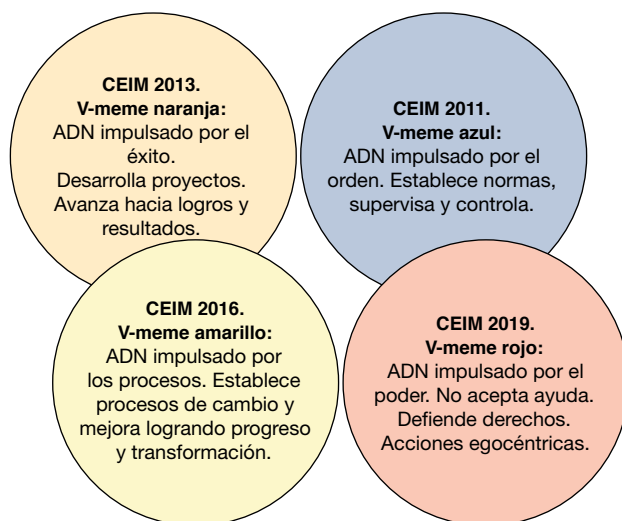 CEIM 2013.
V-meme naranja:
ADN impulsado por el
éxito.
Desarrolla proyectos.
Avanza hacia logros y
resultados.
CEIM 2011.
V-meme azul:
ADN impulsado por el
orden. Establece normas,
supervisa y controla.
CEIM 2016.
V-meme amarillo:
ADN impulsado por
los procesos. Establece
procesos de cambio y
mejora logrando progreso
y transformación.
CEIM 2019.
V-meme rojo:
ADN impulsado por el
poder. No acepta ayuda.
Defiende derechos.
Acciones egocéntricas.